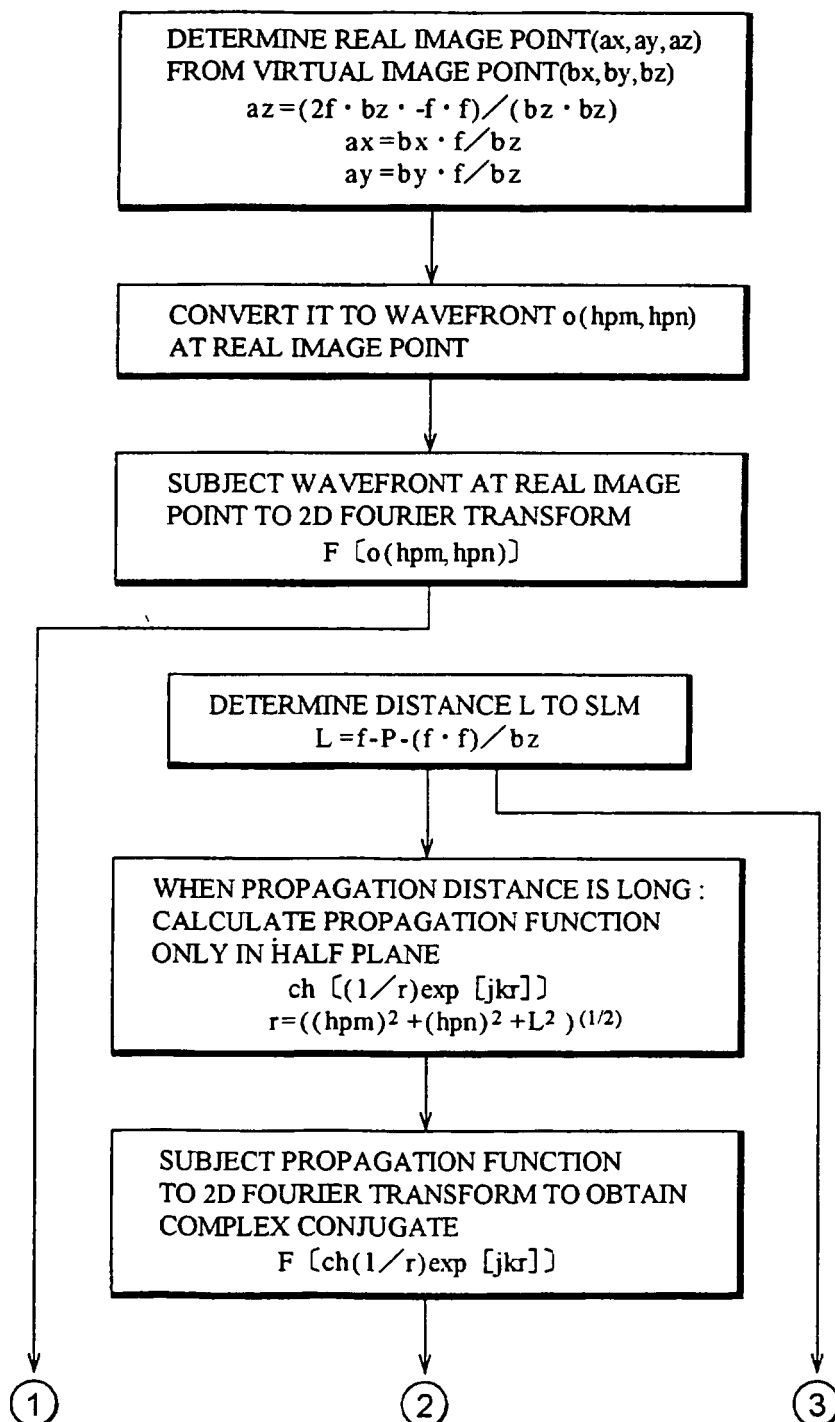 DETERMINE REAL IMAGE POINT(ax,ay,az)
FROM VIRTUAL IMAGE POINT(bx,by,bz)
az=(2f・bz・-f・f)／(bz・bz)
ax=bx・f／bz
ay=by・f／bz
CONVERT IT TO WAVEFRONT o(hpm,hpn)
AT REAL IMAGE POINT
SUBJECT WAVEFRONT AT REAL IMAGE
POINT TO 2D FOURIER TRANSFORM
F〔o(hpm,hpn)〕
DETERMINE DISTANCE L TO SLM
L=f-P-(f・f)／bz
WHEN PROPAGATION DISTANCE IS LONG :
CALCULATE PROPAGATION FUNCTION
ONLY IN HALF PLANE
ch〔(1／r)exp［jkr］〕
r=((hpm)²+(hpn)²+L²)(1/2)
SUBJECT PROPAGATION FUNCTION
TO 2D FOURIER TRANSFORM TO OBTAIN
COMPLEX CONJUGATE
F〔ch(1／r)exp［jkr］〕
① ② ③